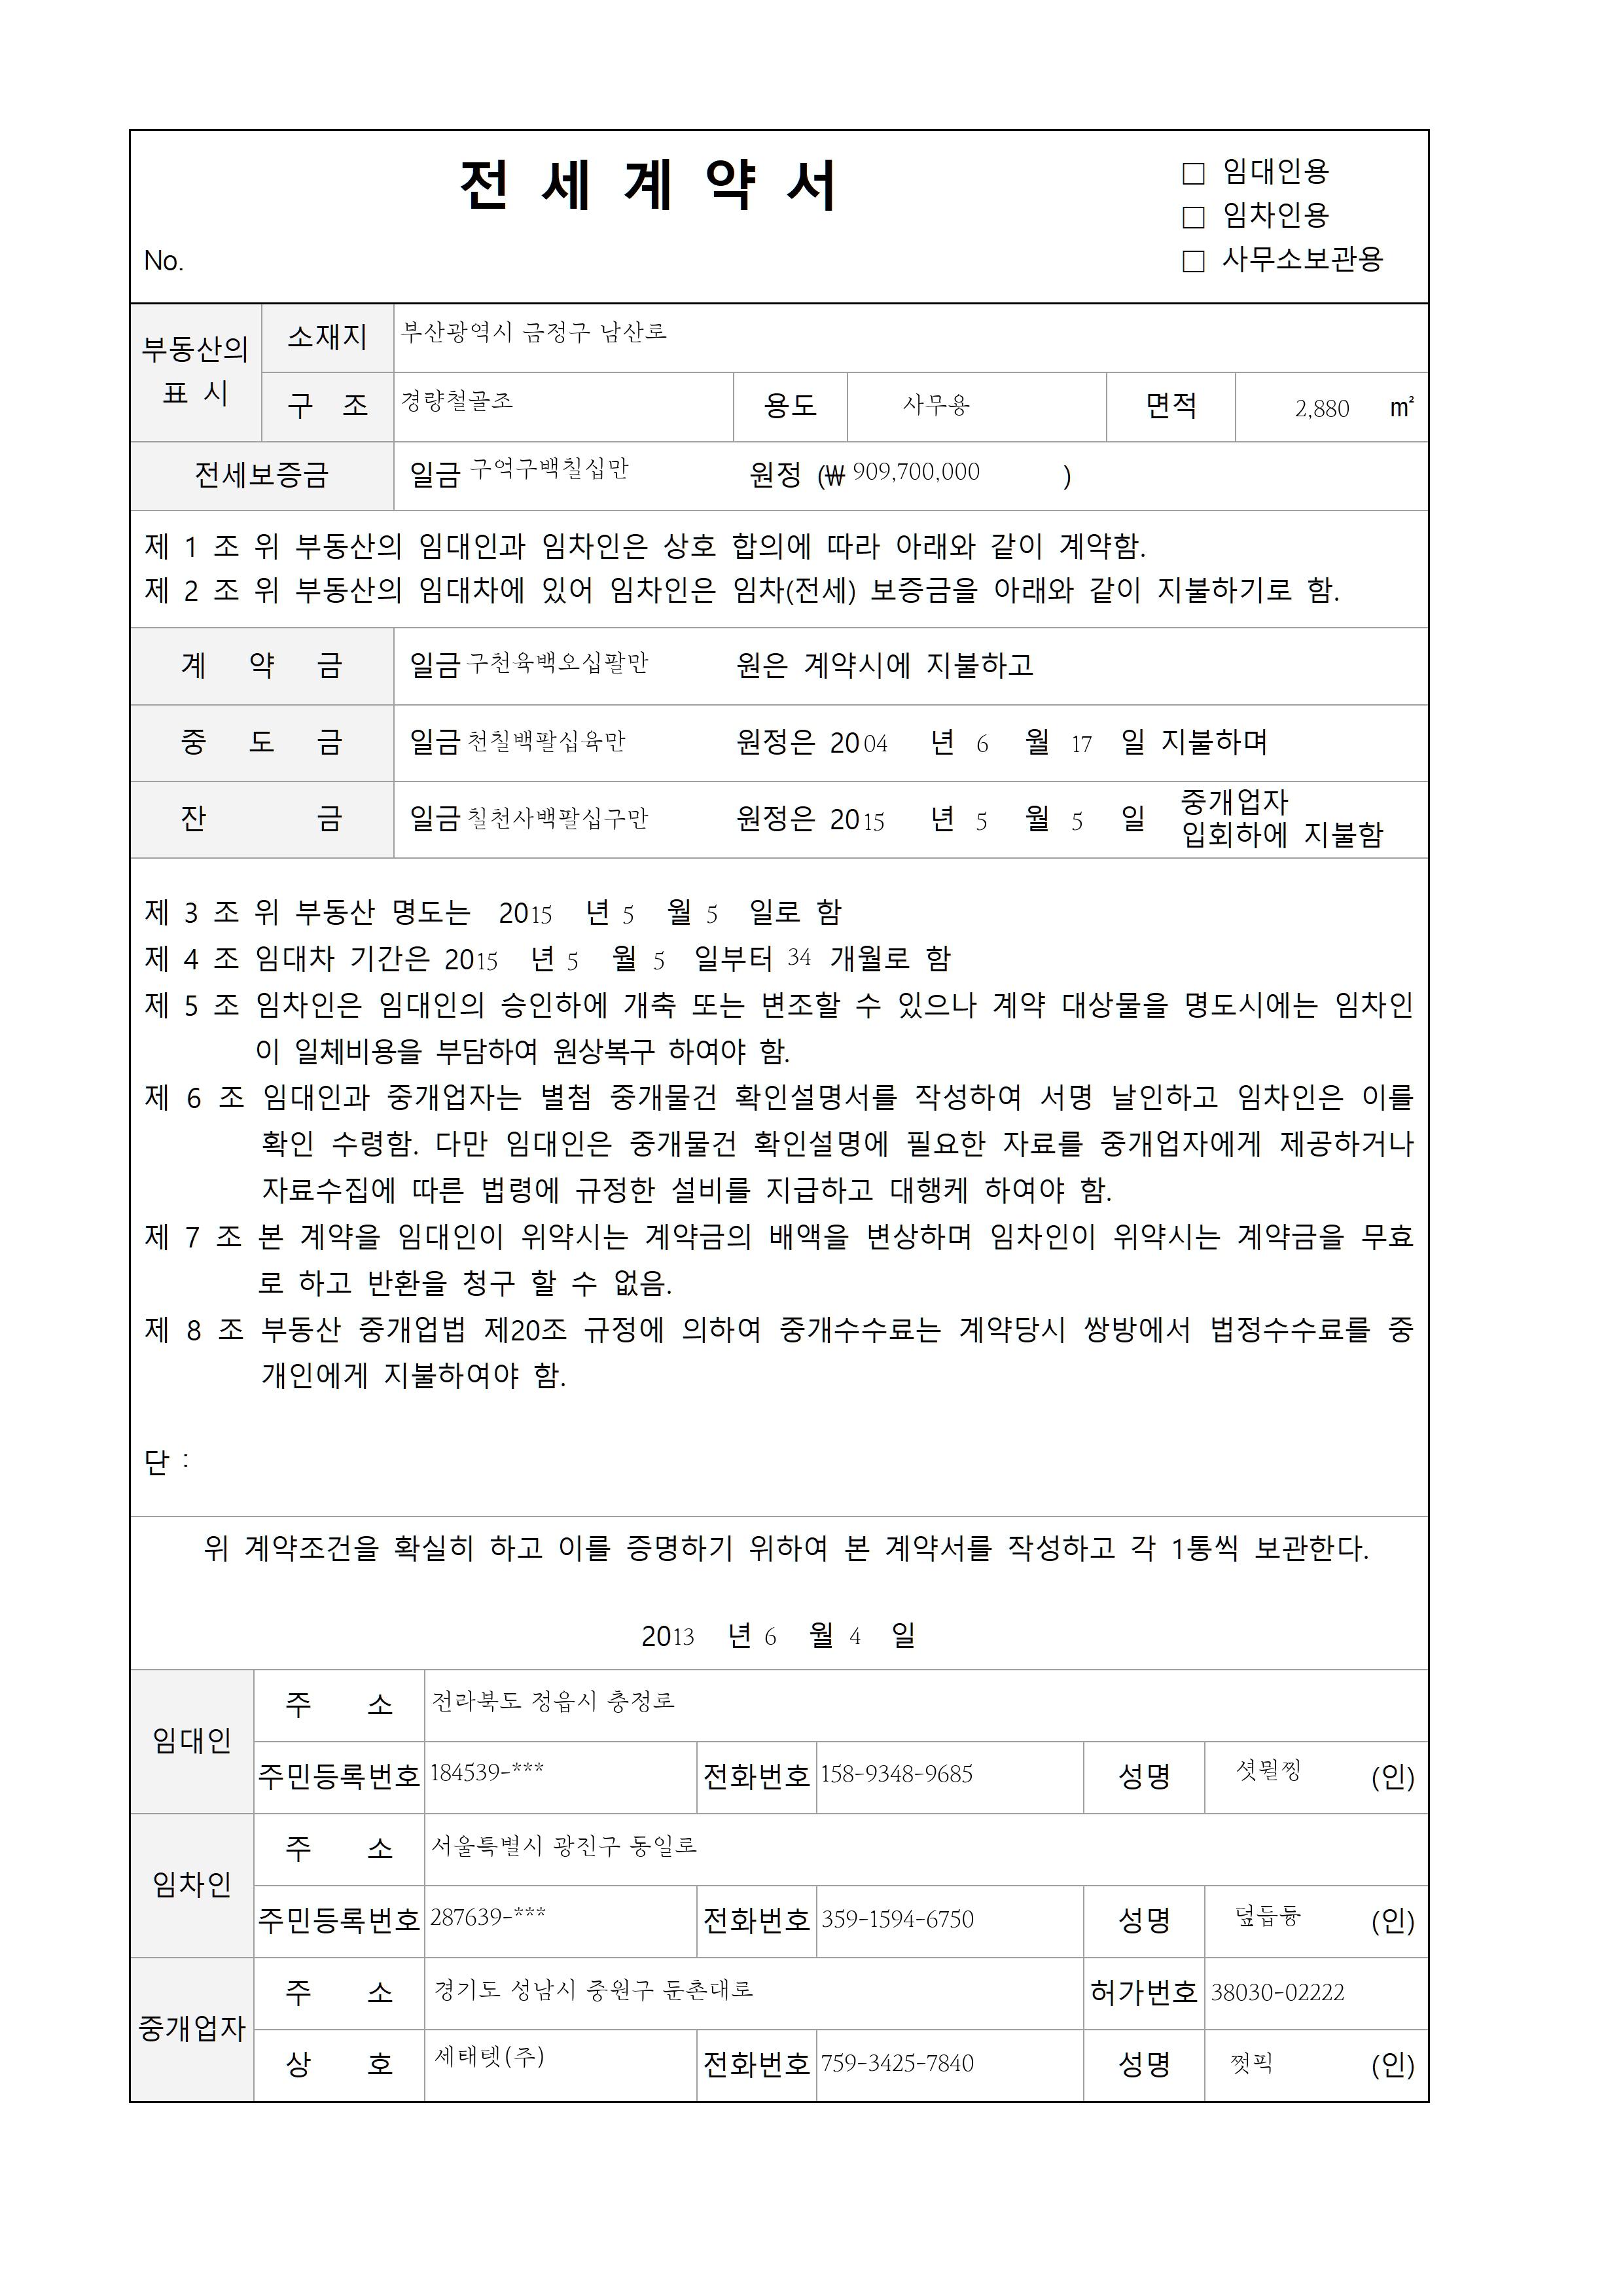 전 세 계 약 서
□ 임대인용
□ 임차인용
□ 사무소보관용
No.
부동산의 표 시
소재지 부산광역시 금정구 남산로
구 조 경량철골조 용도 사무용 면적 2,880 ㎡
전세보증금 일금 구억구백칠십만 원정 (₩ 909,700,000 )
제 1 조 위 부동산의 임대인과 임차인은 상호 합의에 따라 아래와 같이 계약함.
제 2 조 위 부동산의 임대차에 있어 임차인은 임차(전세) 보증금을 아래와 같이 지불하기로 함.
계 약 금 일금 구천육백오십팔만 원은 계약시에 지불하고
중 도 금 일금 천칠백팔십육만 원정은 2004 년 6 월 17 일 지불하며
잔 금 일금 칠천사백팔십구만 원정은 2015 년 5 월 5 일 중개업자
입회하에 지불함
제 3 조 위 부동산 명도는 2015 년 5 월 5 일로 함
제 4 조 임대차 기간은 2015 년 5 월 5 일부터 34 개월로 함
제 5 조 임차인은 임대인의 승인하에 개축 또는 변조할 수 있으나 계약 대상물을 명도시에는 임차인
이 일체비용을 부담하여 원상복구 하여야 함.
제 6 조 임대인과 중개업자는 별첨 중개물건 확인설명서를 작성하여 서명 날인하고 임차인은 이를
확인 수령함. 다만 임대인은 중개물건 확인설명에 필요한 자료를 중개업자에게 제공하거나
자료수집에 따른 법령에 규정한 설비를 지급하고 대행케 하여야 함.
제 7 조 본 계약을 임대인이 위약시는 계약금의 배액을 변상하며 임차인이 위약시는 계약금을 무효
로 하고 반환을 청구 할 수 없음.
제 8 조 부동산 중개업법 제20조 규정에 의하여 중개수수료는 계약당시 쌍방에서 법정수수료를 중
개인에게 지불하여야 함.
단 :
위 계약조건을 확실히 하고 이를 증명하기 위하여 본 계약서를 작성하고 각 1통씩 보관한다.
2013 년 6 월 4 일
임대인
주 소 전라북도 정읍시 충정로
주민등록번호 184539-*** 전화번호 158-9348-9685 성명 셧뮐찡 (인)
임차인
주 소 서울특별시 광진구 동일로
주민등록번호 287639-*** 전화번호 359-1594-6750 성명 덮듭듕 (인)
중개업자
주 소 경기도 성남시 중원구 둔촌대로 허가번호 38030-02222
상 호 세태텟(주) 전화번호 759-3425-7840 성명 쩟픽 (인)